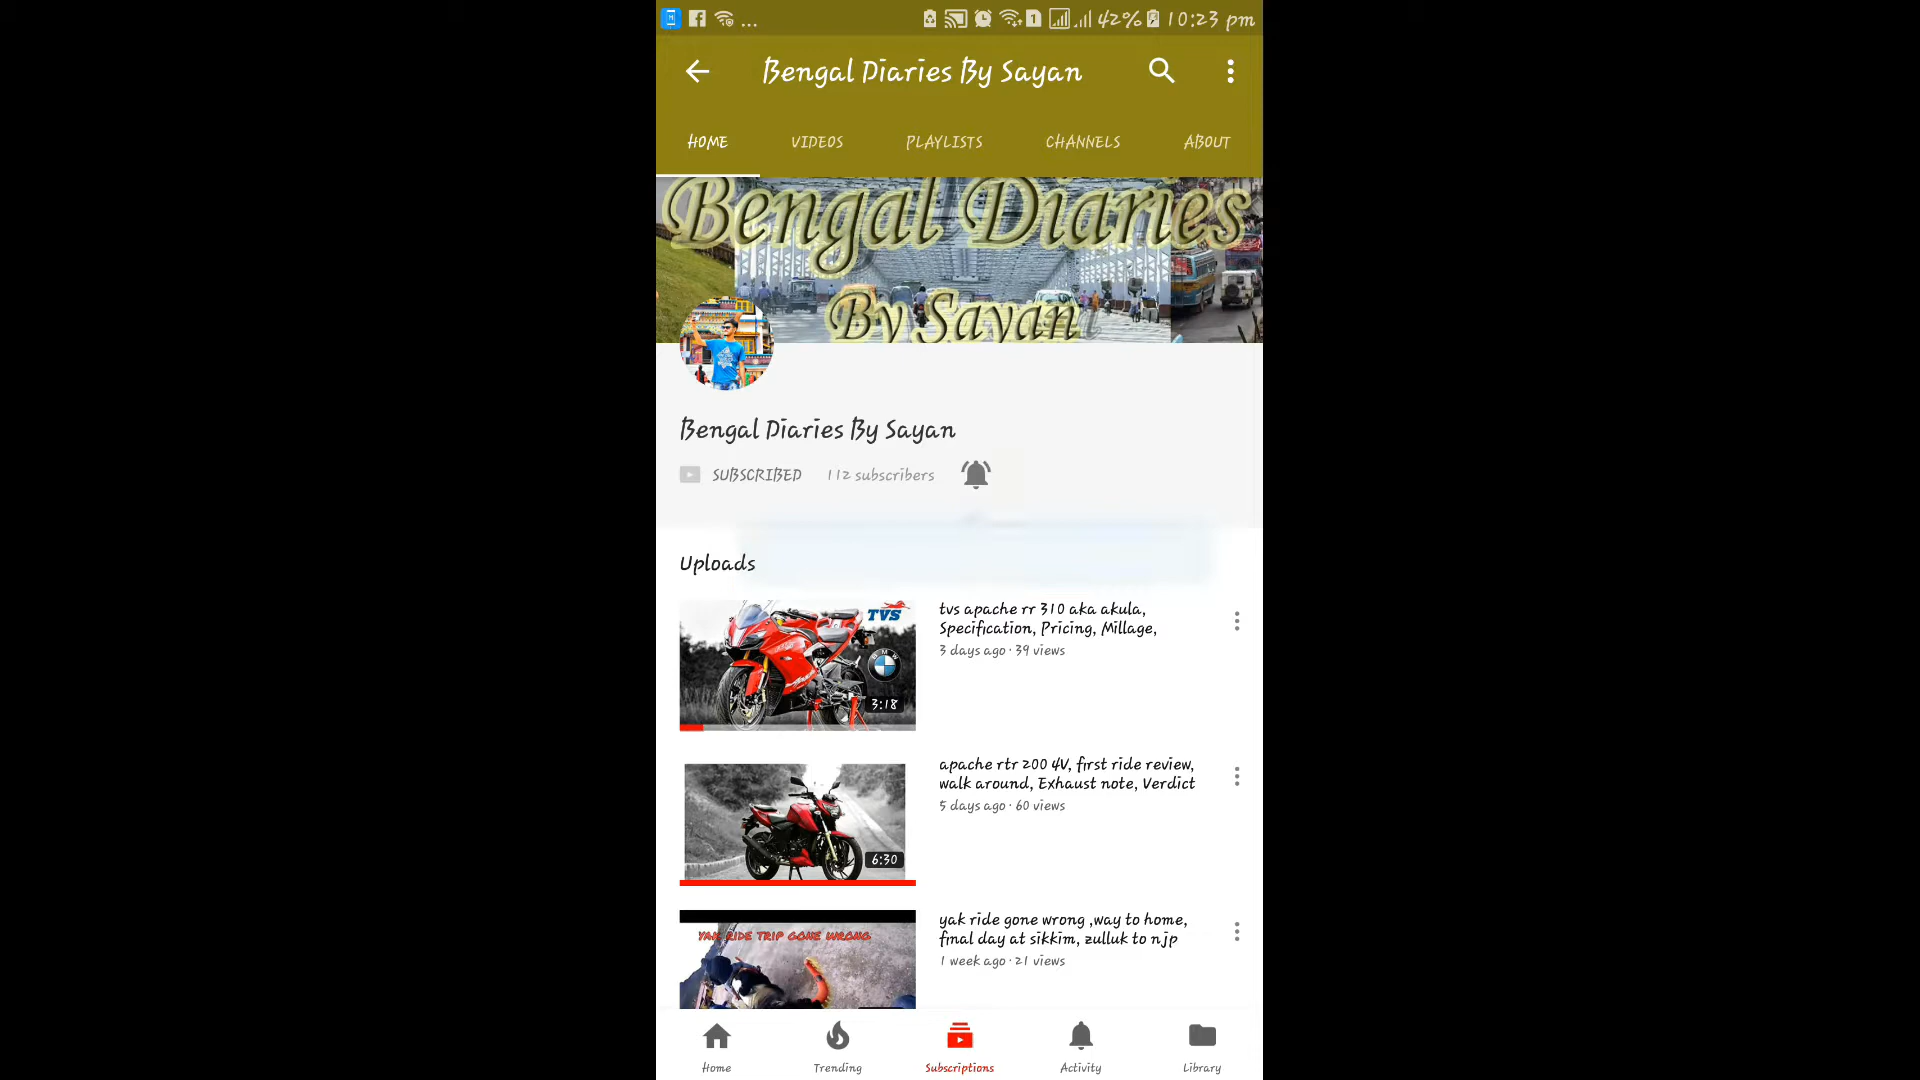 ... 1 42% 10:23 pm
Bengal Diaries By Sayan
HOME VIDEOS PLAYLISTS CHANNELS ABOUT
Bengal Diaries
By Sayan
Bengal Diaries By Sayan
SUBSCRIBED 112 subscribers
Uploads
TVS
BMW
3:18
tvs apache rr 310 aka akula,
Specification, Pricing, Millage,
3 days ago · 39 views
6:30
apache rtr 200 4V, first ride review,
walk around, Exhaust note, Verdict
5 days ago · 60 views
YAK RIDE TRIP GONE WRONG
yak ride gone wrong ,way to home,
final day at sikkim, zulluk to njp
1 week ago · 21 views
Home Trending Subscriptions Activity Library